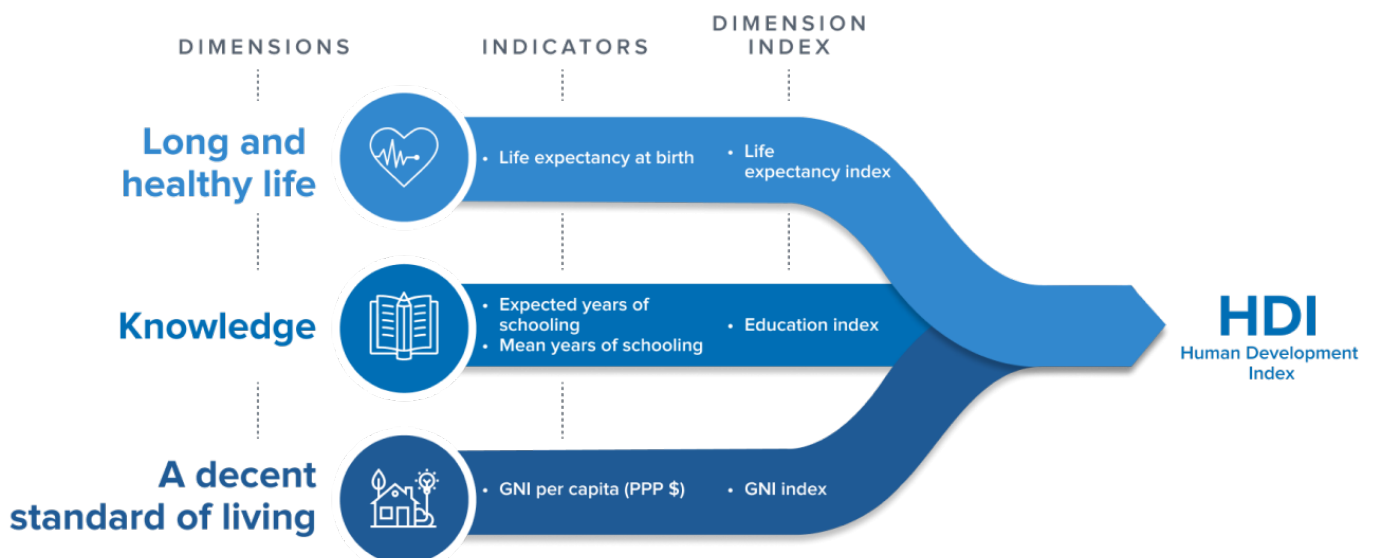 DIMENSIONS
INDICATORS
DIMENSION
INDEX
Long and
healthy life
• Life expectancy at birth
• Life
expectancy index
Knowledge
• Expected years of
schooling
• Mean years of schooling
• Education index
HDI
Human Development
Index
A decent
standard of living
• GNI per capita (PPP $)
• GNI index